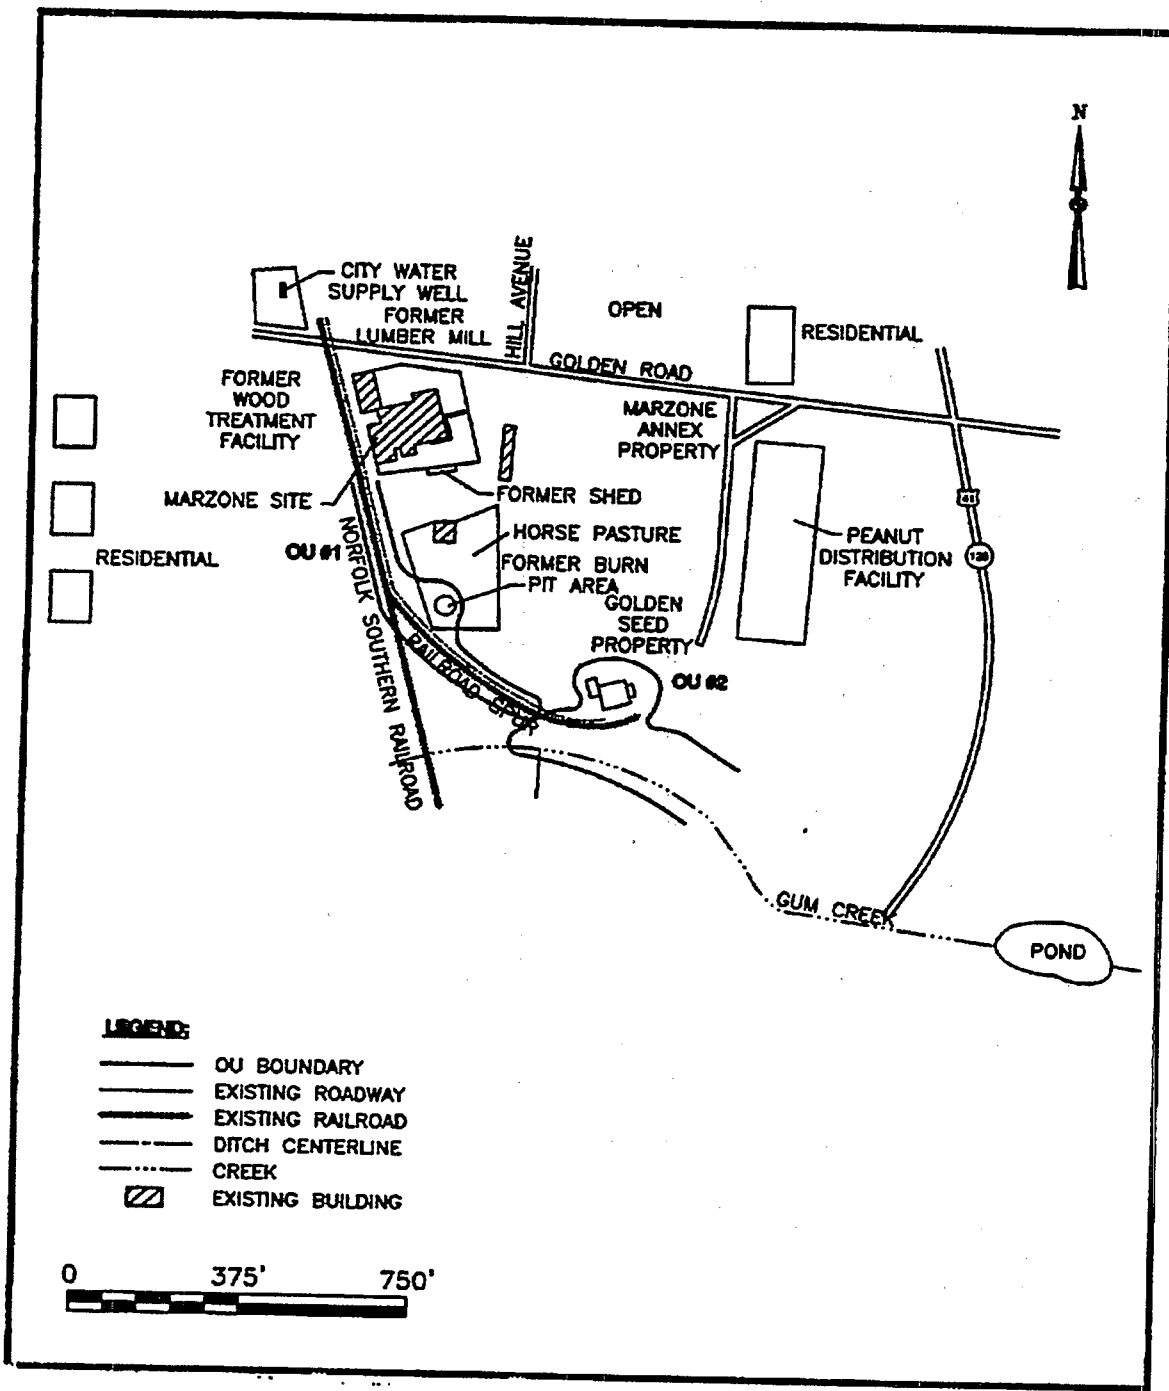 N
CITY WATER
SUPPLY WELL
FORMER
LUMBER MILL
HILL AVENUE
OPEN
RESIDENTIAL
GOLDEN ROAD
FORMER
WOOD
TREATMENT
FACILITY
MARZONE
ANNEX
PROPERTY
MARZONE SITE
FORMER SHED
41
HORSE PASTURE
PEANUT
DISTRIBUTION
FACILITY
OU #1
NORFOLK SOUTHERN RAILROAD
RESIDENTIAL
FORMER BURN
PIT AREA
GOLDEN
SEED
PROPERTY
RAILROAD SPUR
OU #2
GUM CREEK
POND
LEGEND:
OU BOUNDARY
EXISTING ROADWAY
EXISTING RAILROAD
DITCH CENTERLINE
CREEK
EXISTING BUILDING
0 375' 750'